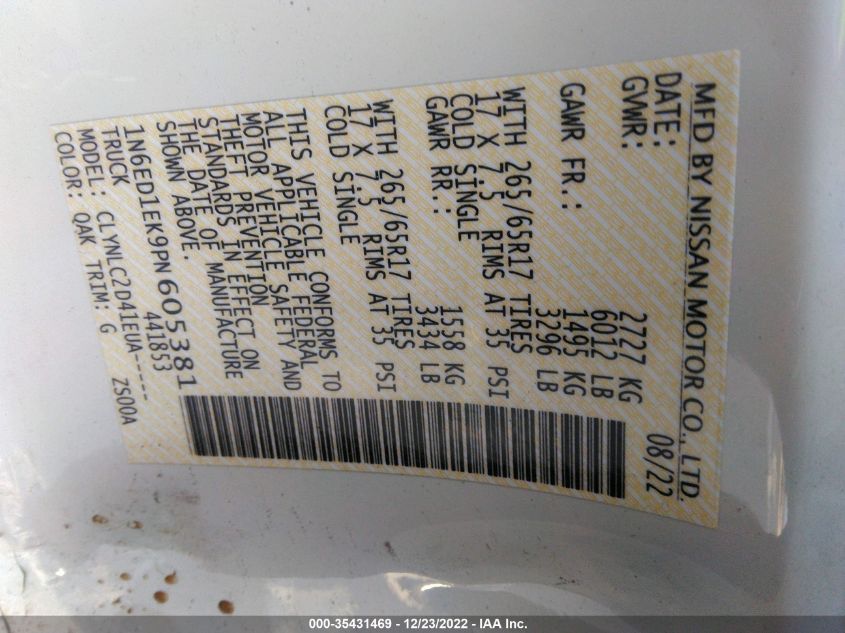 MFD BY NISSAN MOTOR CO., LTD.
DATE: 08/22
GVWR: 2727 KG
6012 LB
GAWR FR.: 1495 KG
3296 LB
WITH 265/65R17 TIRES
17 X 7.5 RIMS AT 35 PSI
COLD SINGLE
GAWR RR.: 1558 KG
3434 LB
WITH 265/65R17 TIRES
17 X 7.5 RIMS AT 35 PSI
COLD SINGLE
THIS VEHICLE CONFORMS TO
ALL APPLICABLE FEDERAL
MOTOR VEHICLE SAFETY AND
THEFT PREVENTION
STANDARDS IN EFFECT ON
THE DATE OF MANUFACTURE
SHOWN ABOVE.
1N6ED1EK9PN605381
TRUCK 441853
MODEL: CLYNLC2D41EUA-----
COLOR: QAK TRIM: G ZS00A
000-35431469 - 12/23/2022 - IAA Inc.